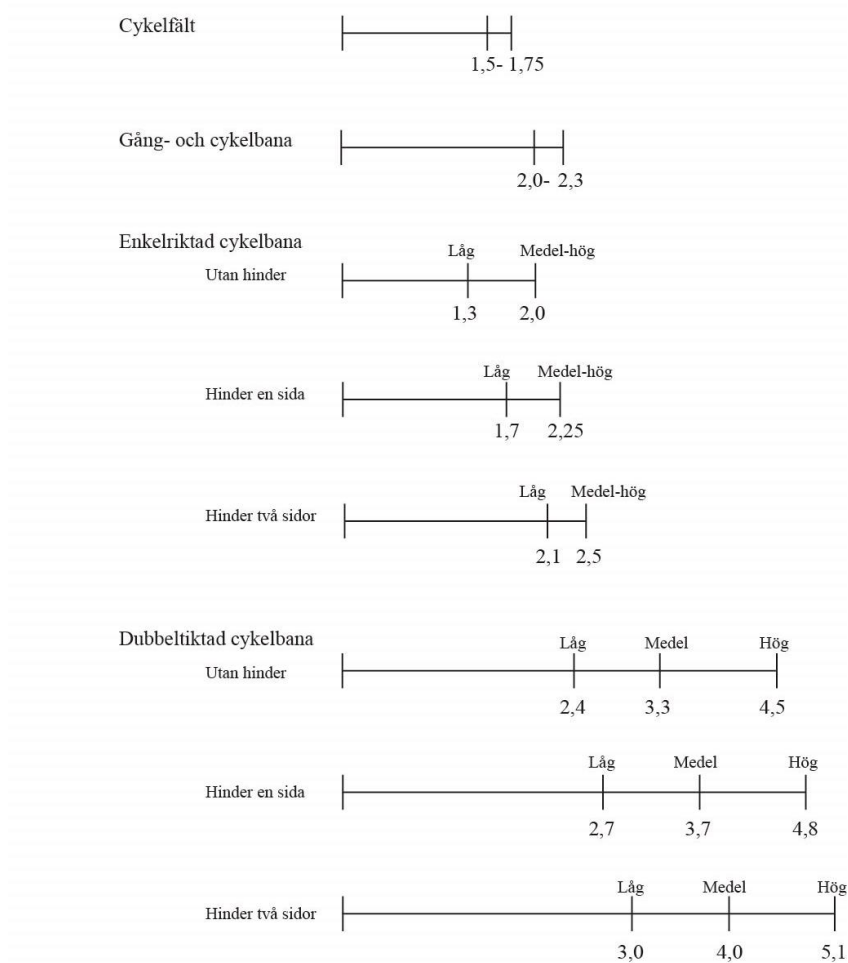 Cykelfält
1,5- 1,75
Gång- och cykelbana
2,0- 2,3
Enkelriktad cykelbana
Låg Medel-hög
Utan hinder
1,3 2,0
Låg Medel-hög
Hinder en sida
1,7 2,25
Låg Medel-hög
Hinder två sidor
2,1 2,5
Dubbeltiktad cykelbana
Låg Medel Hög
Utan hinder
2,4 3,3 4,5
Låg Medel Hög
Hinder en sida
2,7 3,7 4,8
Låg Medel Hög
Hinder två sidor
3,0 4,0 5,1